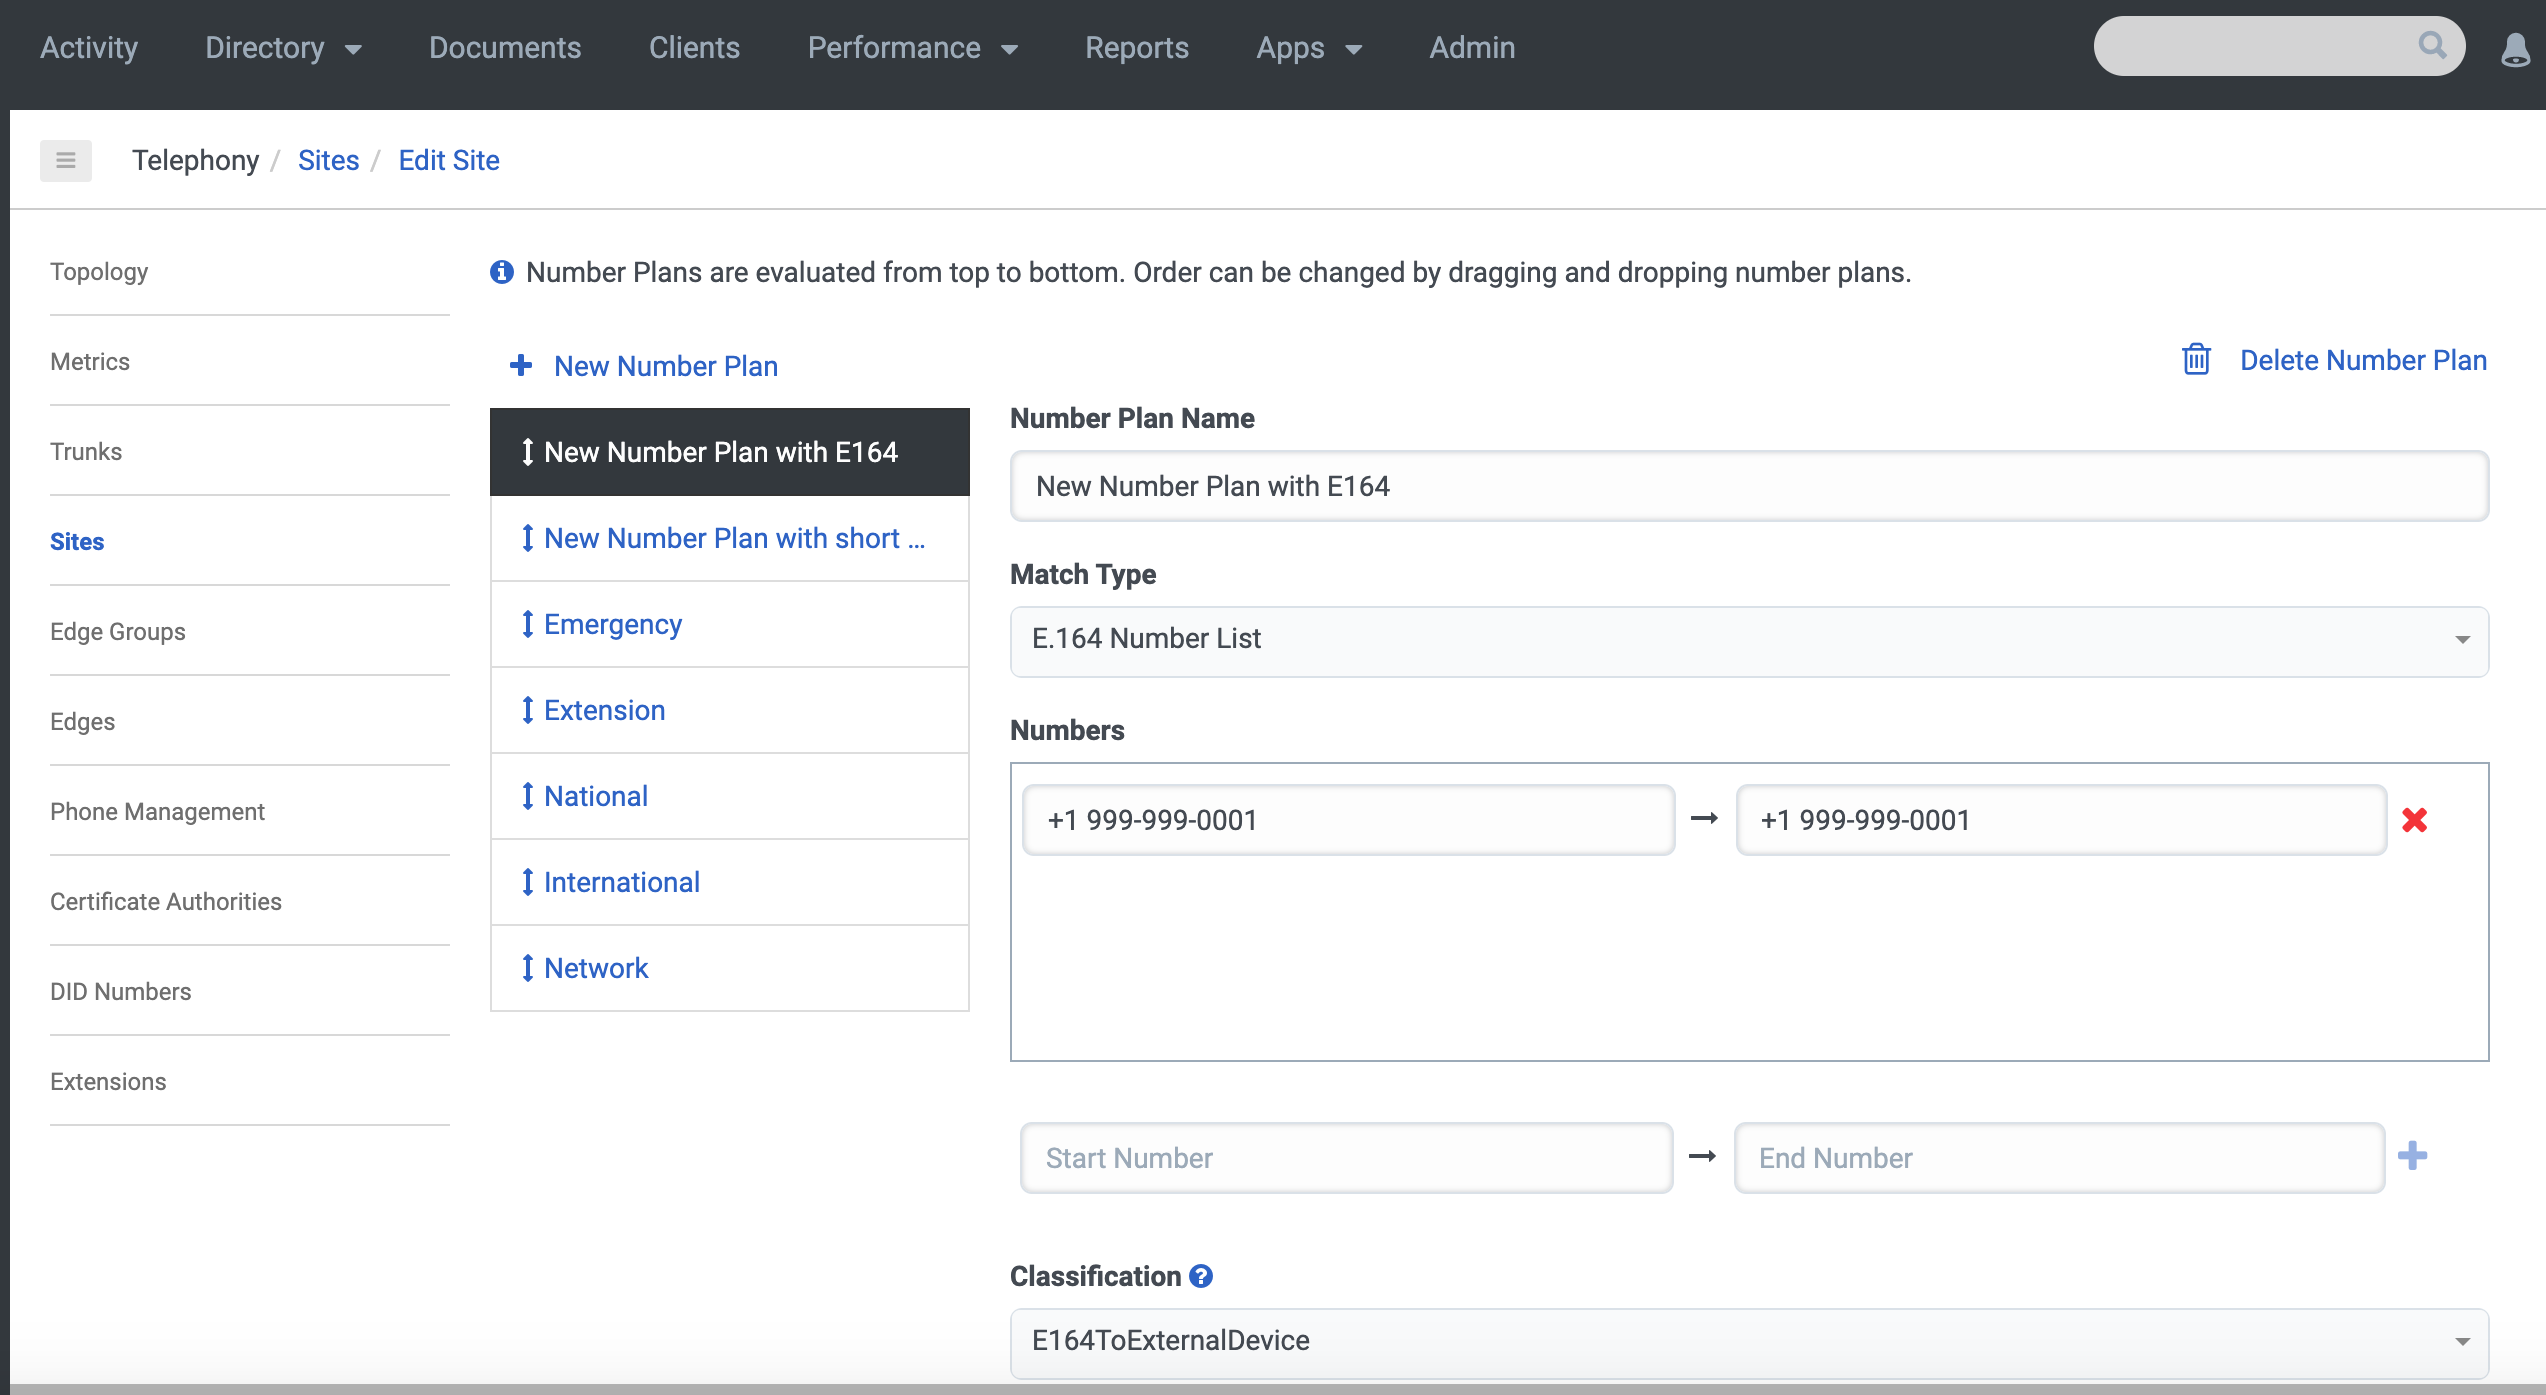 Activity Directory Documents Clients Performance Reports Apps Admin
Telephony / Sites / Edit Site
Topology
Metrics
Trunks
Sites
Edge Groups
Edges
Phone Management
Certificate Authorities
DID Numbers
Extensions
Number Plans are evaluated from top to bottom. Order can be changed by dragging and dropping number plans.
New Number Plan
New Number Plan with E164
New Number Plan with short ...
Emergency
Extension
National
International
Network
Delete Number Plan
Number Plan Name
New Number Plan with E164
Match Type
E.164 Number List
Numbers
+1 999-999-0001 → +1 999-999-0001
Start Number → End Number
Classification
E164ToExternalDevice